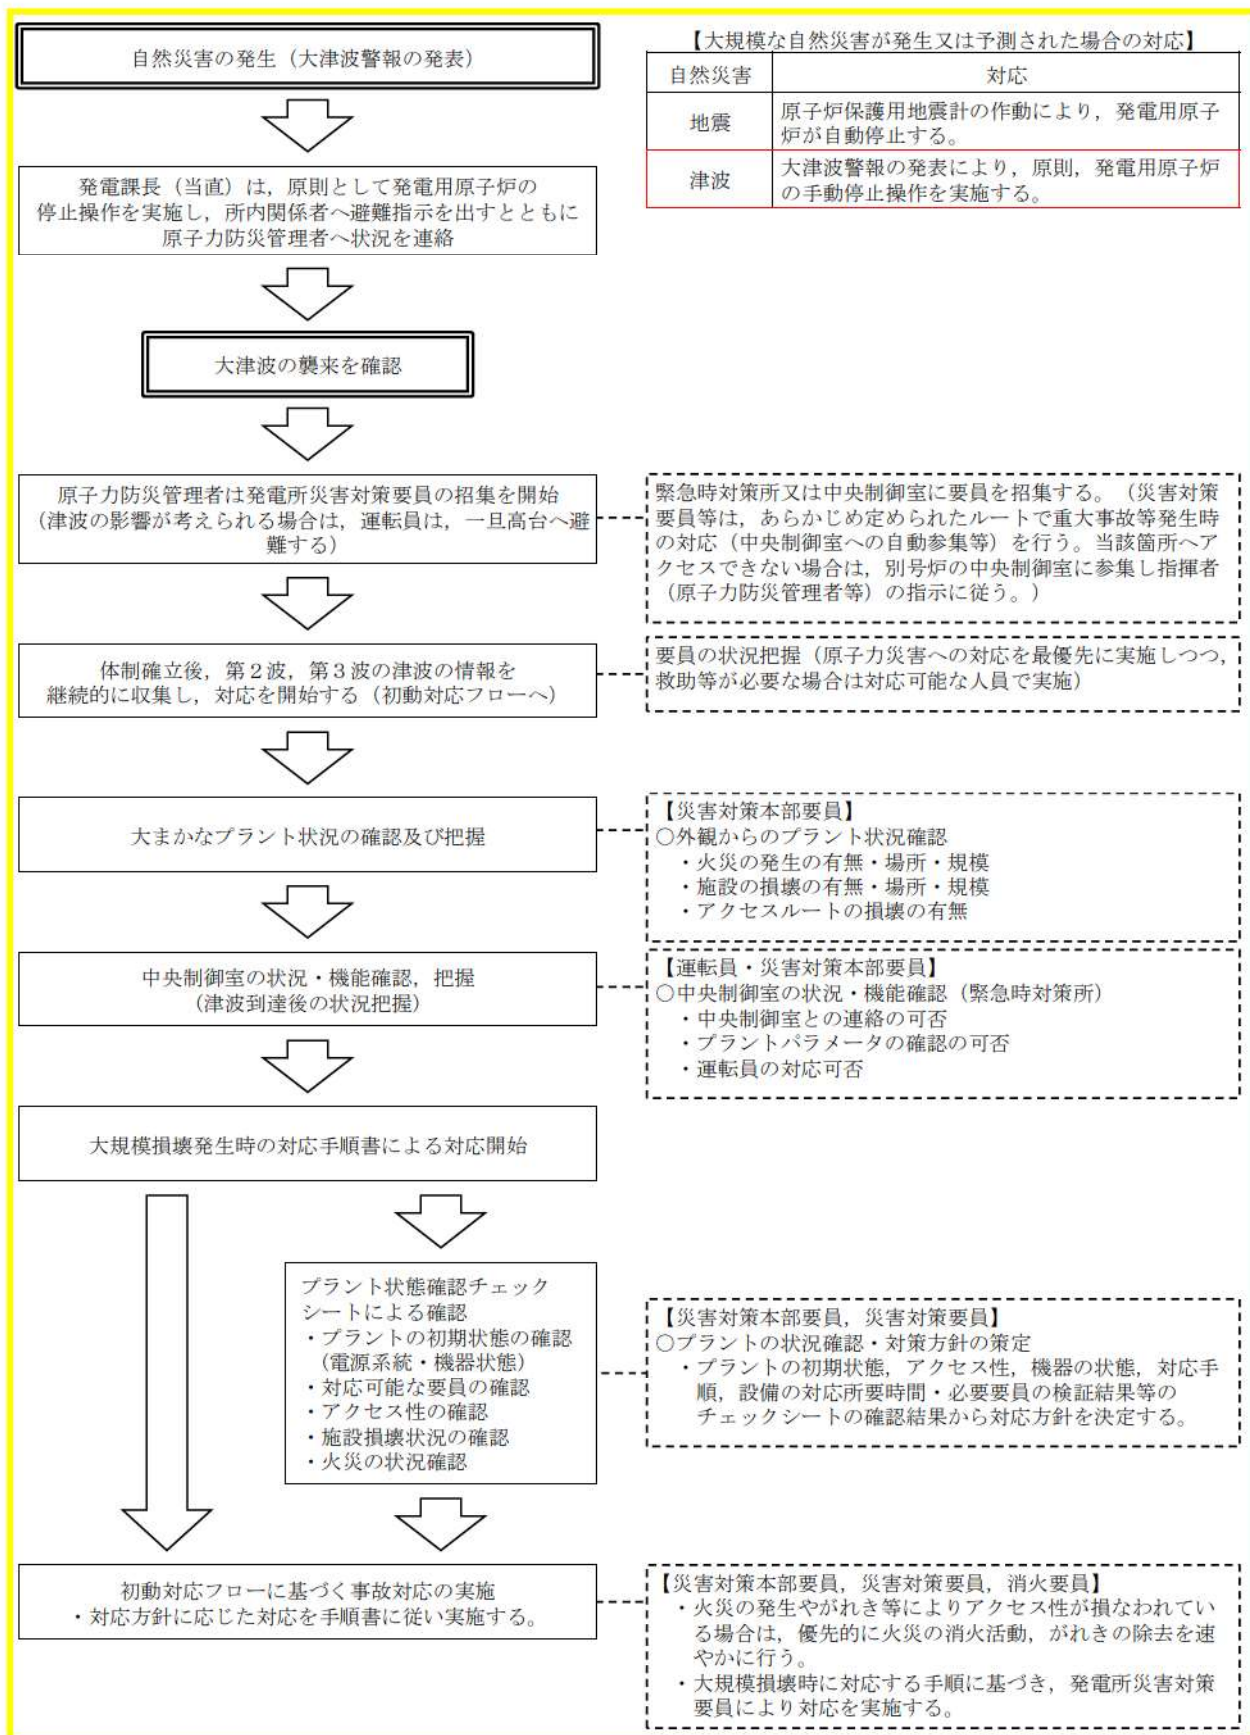 自然災害の発生（大津波警報の発表）
【大規模な自然災害が発生又は予測された場合の対応】
自然災害
対応
地震
原子炉保護用地震計の作動により，発電用原子
炉が自動停止する。
津波
大津波警報の発表により，原則，発電用原子炉
の手動停止操作を実施する。
発電課長（当直）は，原則として発電用原子炉の
停止操作を実施し，所内関係者へ避難指示を出すとともに
原子力防災管理者へ状況を連絡
大津波の襲来を確認
原子力防災管理者は発電所災害対策要員の招集を開始
（津波の影響が考えられる場合は，運転員は，一旦高台へ避
難する）
緊急時対策所又は中央制御室に要員を招集する。（災害対策
要員等は，あらかじめ定められたルートで重大事故等発生時
の対応（中央制御室への自動参集等）を行う。当該箇所へア
クセスできない場合は，別号炉の中央制御室に参集し指揮者
（原子力防災管理者等）の指示に従う。）
体制確立後，第２波，第３波の津波の情報を
継続的に収集し，対応を開始する（初動対応フローへ）
要員の状況把握（原子力災害への対応を最優先に実施しつつ，
救助等が必要な場合は対応可能な人員で実施）
大まかなプラント状況の確認及び把握
【災害対策本部要員】
○外観からのプラント状況確認
・火災の発生の有無・場所・規模
・施設の損壊の有無・場所・規模
・アクセスルートの損壊の有無
中央制御室の状況・機能確認，把握
（津波到達後の状況把握）
【運転員・災害対策本部要員】
○中央制御室の状況・機能確認（緊急時対策所）
・中央制御室との連絡の可否
・プラントパラメータの確認の可否
・運転員の対応可否
大規模損壊発生時の対応手順書による対応開始
プラント状態確認チェック
シートによる確認
・プラントの初期状態の確認
（電源系統・機器状態）
・対応可能な要員の確認
・アクセス性の確認
・施設損壊状況の確認
・火災の状況確認
【災害対策本部要員，災害対策要員】
○プラントの状況確認・対策方針の策定
・プラントの初期状態，アクセス性，機器の状態，対応手
順，設備の対応所要時間・必要要員の検証結果等の
チェックシートの確認結果から対応方針を決定する。
初動対応フローに基づく事故対応の実施
・対応方針に応じた対応を手順書に従い実施する。
【災害対策本部要員，災害対策要員，消火要員】
・火災の発生やがれき等によりアクセス性が損なわれてい
る場合は，優先的に火災の消火活動，がれきの除去を速
やかに行う。
・大規模損壊時に対応する手順に基づき，発電所災害対策
要員により対応を実施する。